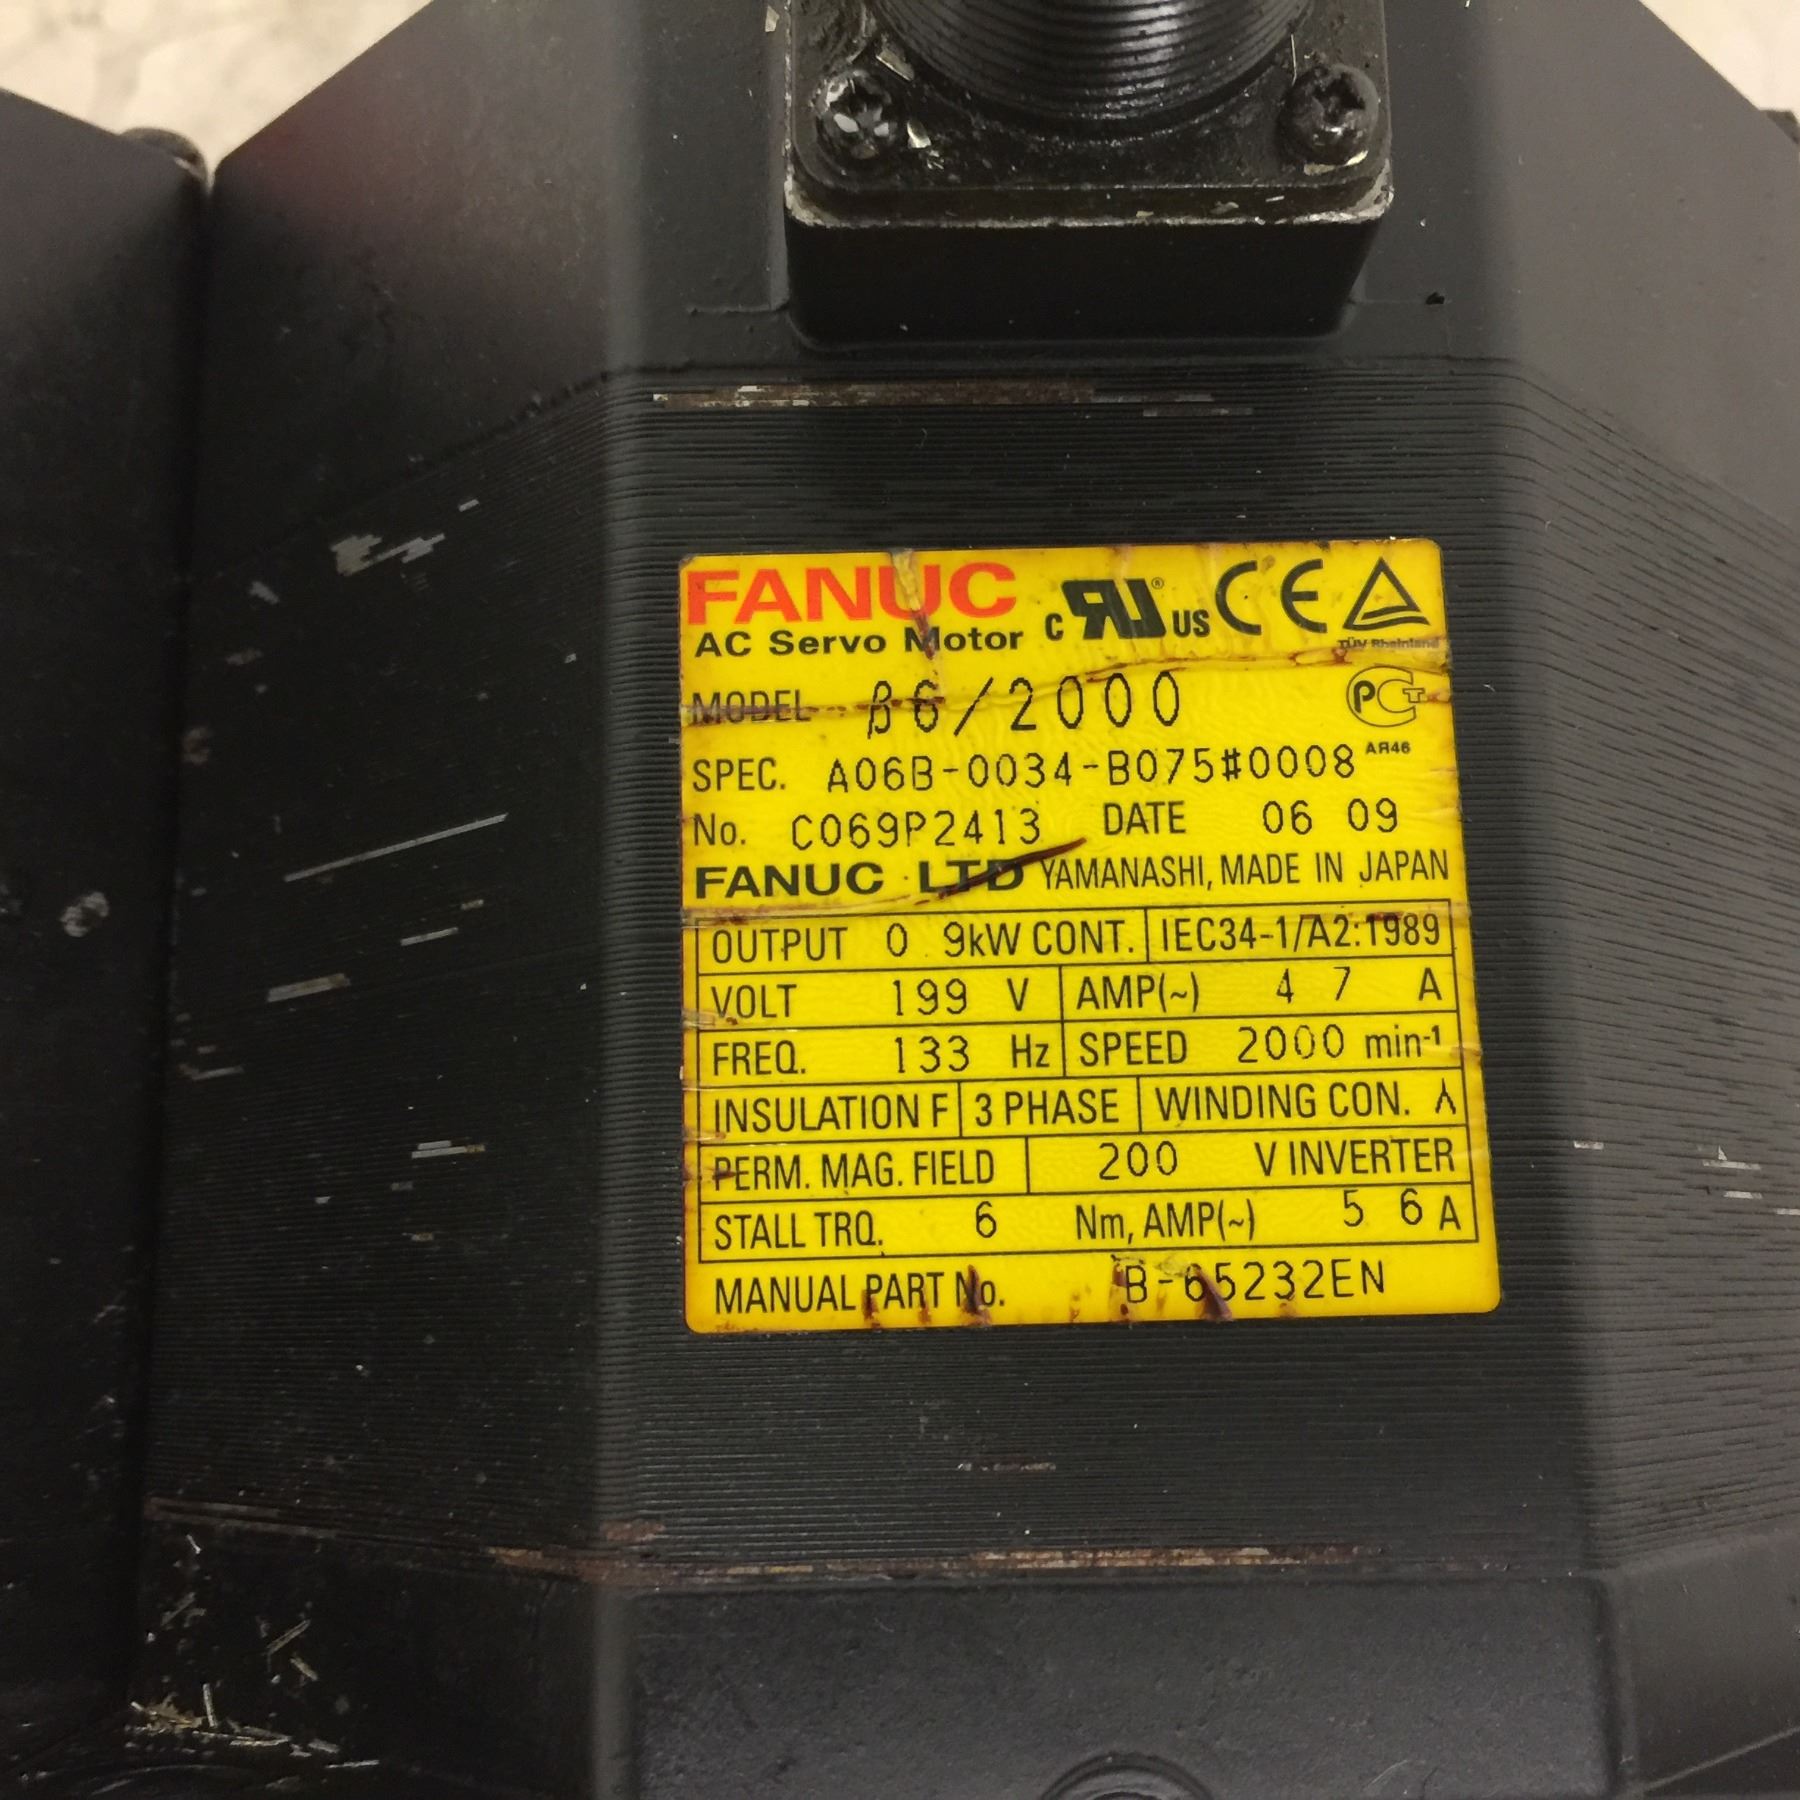 FANUC
AC Servo Motor c RU ® US CE TÜV Rheinland
MODEL β6/2000 PCT
SPEC. A06B-0034-B075#0008 AR46
No. C069P2413 DATE 06 09
FANUC LTD YAMANASHI, MADE IN JAPAN
OUTPUT 0 9kW CONT. IEC34-1/A2:1989
VOLT 199 V AMP(~) 4 7 A
FREQ. 133 Hz SPEED 2000 min-1
INSULATION F 3 PHASE WINDING CON. Y
PERM. MAG. FIELD 200 V INVERTER
STALL TRQ. 6 Nm, AMP(~) 5 6 A
MANUAL PART No. B-65232EN